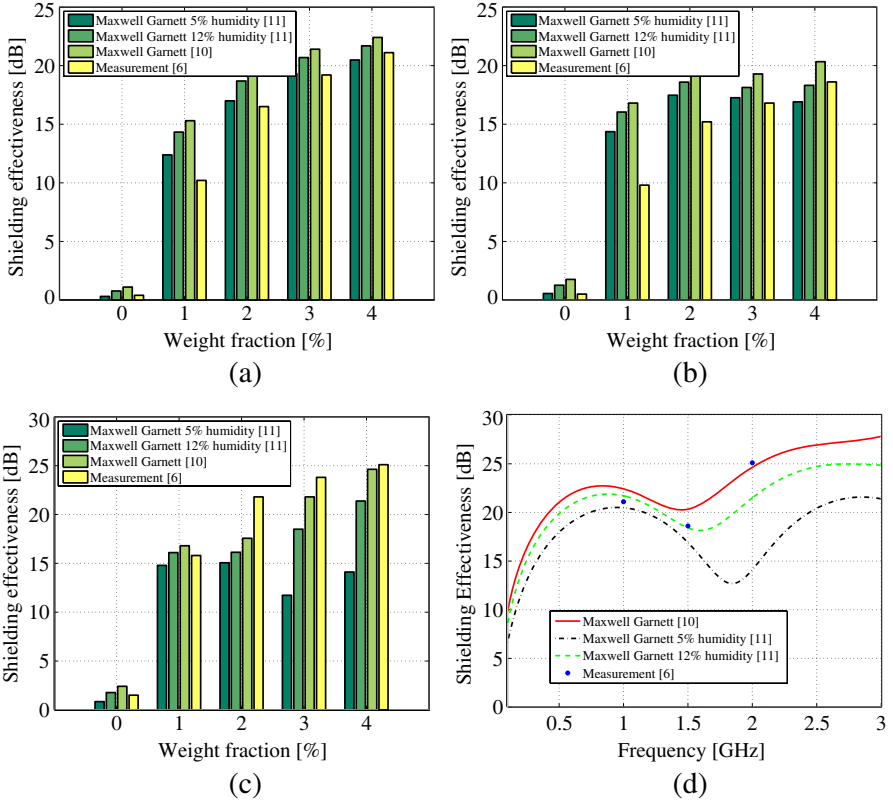 25
20
15
10
5
0
Shielding effectiveness [dB]
Maxwell Garnett 5% humidity [11]
Maxwell Garnett 12% humidity [11]
Maxwell Garnett [10]
Measurement [6]
0 1 2 3 4
Weight fraction [%]
(a)
25
20
15
10
5
0
Shielding effectiveness [dB]
Maxwell Garnett 5% humidity [11]
Maxwell Garnett 12% humidity [11]
Maxwell Garnett [10]
Measurement [6]
0 1 2 3 4
Weight fraction [%]
(b)
30
25
20
15
10
5
0
Shielding effectiveness [dB]
Maxwell Garnett 5% humidity [11]
Maxwell Garnett 12% humidity [11]
Maxwell Garnett [10]
Measurement [6]
0 1 2 3 4
Weight fraction [%]
(c)
30
25
20
15
10
5
0
Shielding Effectiveness [dB]
Maxwell Garnett [10]
Maxwell Garnett 5% humidity [11]
Maxwell Garnett 12% humidity [11]
Measurement [6]
0.5 1 1.5 2 2.5 3
Frequency [GHz]
(d)